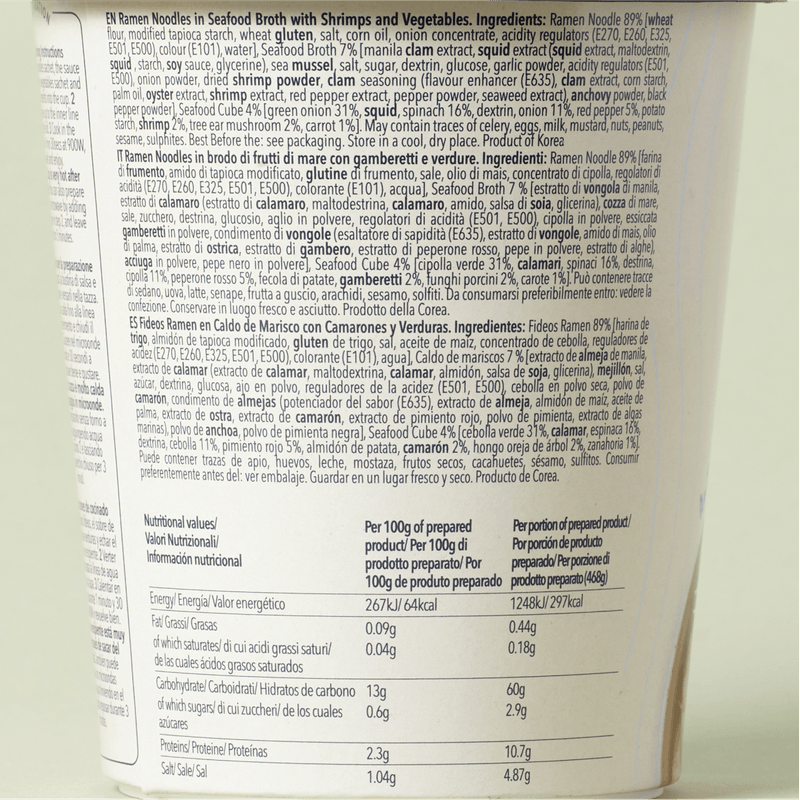 EN Ramen Noodles in Seafood Broth with Shrimps and Vegetables. Ingredients: Ramen Noodle 89% [wheat
flour, modified tapioca starch, wheat gluten, salt, corn oil, onion concentrate, acidity regulators (E270, E260, E325,
E501, E500), colour (E101), water], Seafood Broth 7% [manila clam extract, squid extract (squid extract, maltodextrin,
squid, starch, soy sauce, glycerine), sea mussel, salt, sugar, dextrin, glucose, garlic powder, acidity regulators (E501,
E500), onion powder, dried shrimp powder, clam seasoning (flavour enhancer (E635), clam extract, corn starch,
palm oil, oyster extract, shrimp extract, red pepper extract, pepper powder, seaweed extract), anchovy powder, black
pepper powder], Seafood Cube 4% [green onion 31%, squid, spinach 16%, dextrin, onion 11%, red pepper 5%, potato
starch, shrimp 2%, tree ear mushroom 2%, carrot 1%]. May contain traces of celery, eggs, milk, mustard, nuts, peanuts,
sesame, sulphites. Best Before the: see packaging. Store in a cool, dry place. Product of Korea
IT Ramen Noodles in brodo di frutti di mare con gamberetti e verdure. Ingredienti: Ramen Noodle 89% [farina
di frumento, amido di tapioca modificato, glutine di frumento, sale, olio di mais, concentrato di cipolla, regolatori di
acidità (E270, E260, E325, E501, E500), colorante (E101), acqua], Seafood Broth 7 % [estratto di vongola di manila,
estratto di calamaro (estratto di calamaro, maltodestrina, calamaro, amido, salsa di soia, glicerina), cozza di mare,
sale, zucchero, destrina, glucosio, aglio in polvere, regolatori di acidità (E501, E500), cipolla in polvere, essiccata
gamberetti in polvere, condimento di vongole (esaltatore di sapidità (E635), estratto di vongole, amido di mais, olio
di palma, estratto di ostrica, estratto di gambero, estratto di peperone rosso, pepe in polvere, estratto di alghe),
acciuga in polvere, pepe nero in polvere], Seafood Cube 4% [cipolla verde 31%, calamari, spinaci 16%, destrina,
cipolla 11%, peperone rosso 5%, fecola di patate, gamberetti 2%, funghi porcini 2%, carote 1%]. Può contenere tracce
di sedano, uova, latte, senape, frutta a guscio, arachidi, sesamo, solfiti. Da consumarsi preferibilmente entro: vedere la
confezione. Conservare in luogo fresco e asciutto. Prodotto della Corea.
ES Fideos Ramen en Caldo de Marisco con Camarones y Verduras. Ingredientes: Fideos Ramen 89% [harina de
trigo, almidón de tapioca modificado, gluten de trigo, sal, aceite de maíz, concentrado de cebolla, reguladores de
acidez (E270, E260, E325, E501, E500), colorante (E101), agua], Caldo de mariscos 7 % [extracto de almeja de manila,
extracto de calamar (extracto de calamar, maltodextrina, calamar, almidón, salsa de soja, glicerina), mejillón, sal,
azúcar, dextrina, glucosa, ajo en polvo, reguladores de la acidez (E501, E500), cebolla en polvo seca, polvo de
camarón, condimento de almejas (potenciador del sabor (E635), extracto de almeja, almidón de maíz, aceite de
palma, extracto de ostra, extracto de camarón, extracto de pimiento rojo, polvo de pimienta, extracto de algas
marinas), polvo de anchoa, polvo de pimienta negra], Seafood Cube 4% [cebolla verde 31%, calamar, espinaca 16%,
dextrina, cebolla 11%, pimiento rojo 5%, almidón de patata, camarón 2%, hongo oreja de árbol 2%, zanahoria 1%].
Puede contener trazas de apio, huevos, leche, mostaza, frutos secos, cacahuetes, sésamo, sulfitos. Consumir
preferentemente antes del: ver embalaje. Guardar en un lugar fresco y seco. Producto de Corea.
Nutritional values/ Valori Nutrizionali/ Información nutricional
Per 100g of prepared product/ Per 100g di prodotto preparato/ Por 100g de produto preparado
Per portion of prepared product/ Por porción de producto preparado/ Per porzione di prodotto preparato (468g)
Energy/ Energía/ Valor energético 267kJ/ 64kcal 1248kJ/ 297kcal
Fat/ Grassi/ Grasas 0.09g 0.44g
of which saturates/ di cui acidi grassi saturi/ 0.04g 0.18g
de las cuales ácidos grasos saturados
Carbohydrate/ Carboidrati/ Hidratos de carbono 13g 60g
of which sugars/ di cui zuccheri/ de los cuales 0.6g 2.9g
azúcares
Proteins/ Proteine/ Proteínas 2.3g 10.7g
Salt/ Sale/ Sal 1.04g 4.87g